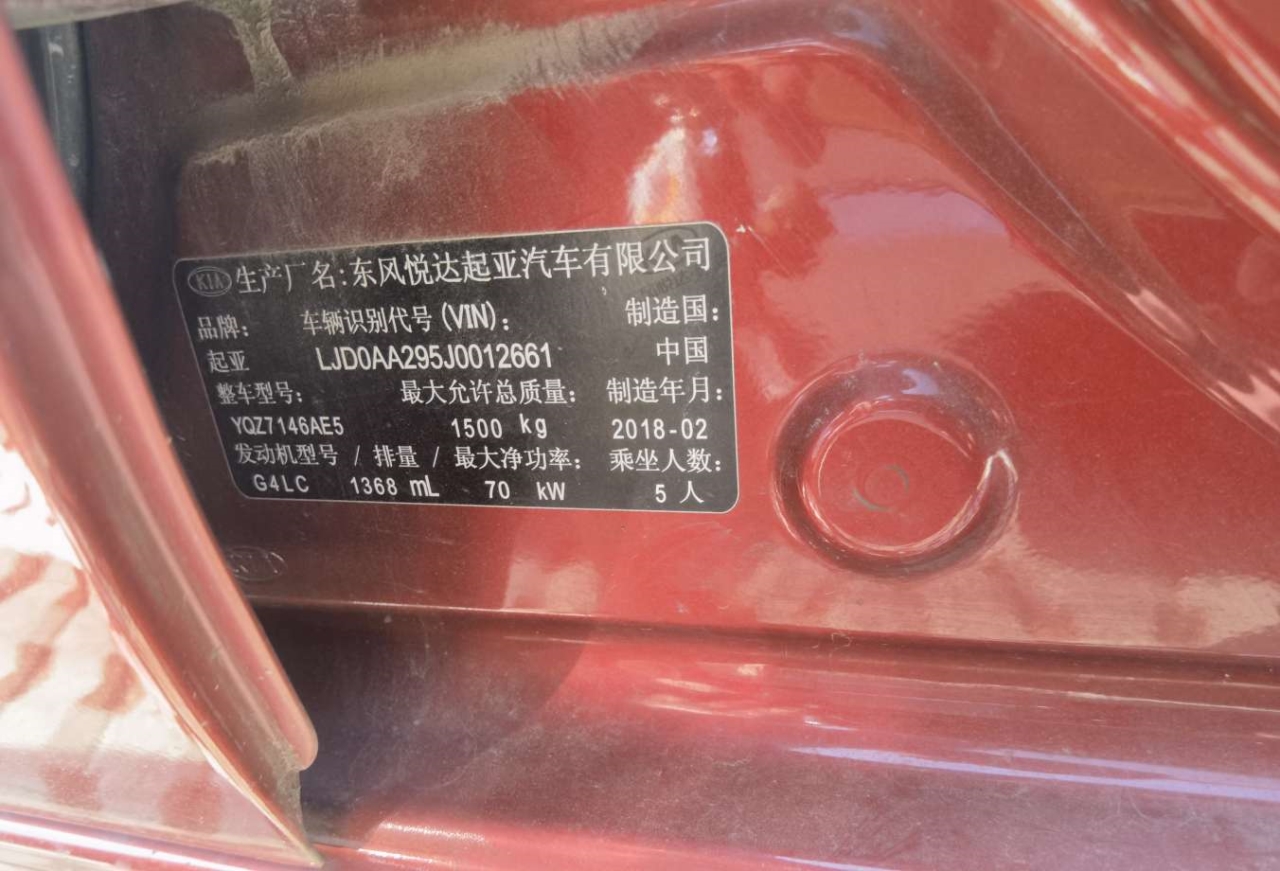 KIA 生产厂名:东风悦达起亚汽车有限公司
品牌: 车辆识别代号(VIN): 制造国:
起亚 LJD0AA295J0012661 中国
整车型号: 最大允许总质量: 制造年月:
YQZ7146AE5 1500 kg 2018-02
发动机型号 / 排量 / 最大净功率: 乘坐人数:
G4LC 1368 mL 70 kW 5 人